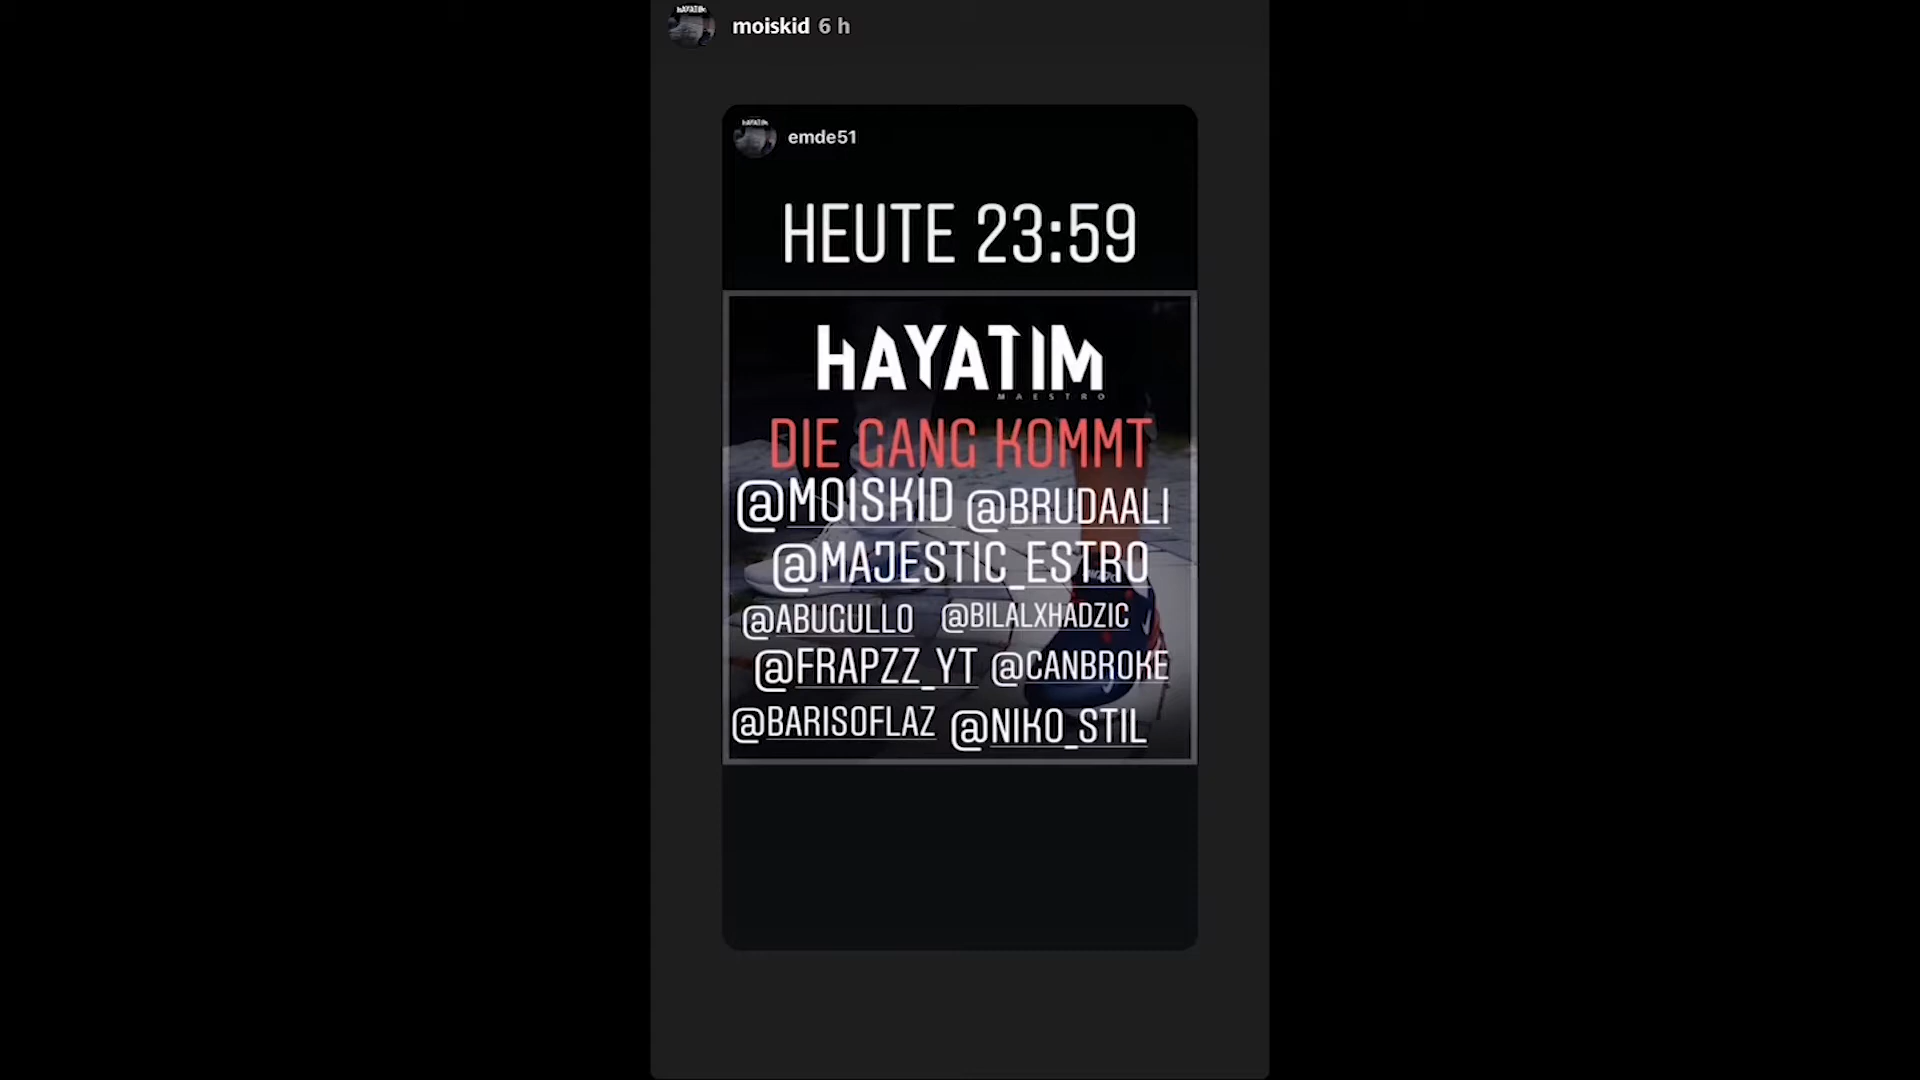 moiskid 6 h
emde51
HEUTE 23:59
HAYATIM
MAESTRO
DIE GANG KOMMT
@MOISKID @BRUDAALI
@MAJESTIC_ESTRO
@ABUGULLO @BILALXHADZIC
@FRAPZZ_YT @CANBROKE
@BARISOFLAZ @NIKO_STIL